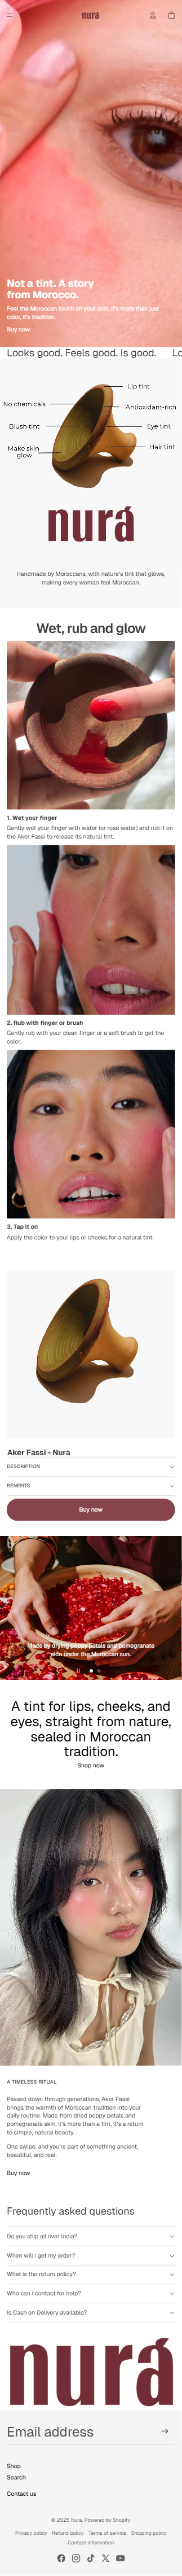 nurá
Not a tint. A story
from Morocco.
Feel the Moroccan touch on your skin, it's more than just
color, it's tradition.
Buy now
Looks good. Feels good. Is good.
Lo
Lip tint
No chemicals
Antioxidant-rich
Blush tint
Eye tint
Make skin
glow
Hair tint
nurá
Handmade by Moroccans, with nature's tint that glows,
making every woman feel Moroccan.
Wet, rub and glow
1. Wet your finger
Gently wet your finger with water (or rose water) and rub it on
the Aker Fassi to release its natural tint.
2. Rub with finger or brush
Gently rub with your clean finger or a soft brush to get the
color.
3. Tap it on
Apply the color to your lips or cheeks for a natural tint.
Aker Fassi - Nura
DESCRIPTION
BENEFITS
Buy now
Made by drying poppy petals and pomegranate
skin under the Moroccan sun.
A tint for lips, cheeks, and
eyes, straight from nature,
sealed in Moroccan
tradition.
Shop now
A TIMELESS RITUAL
Passed down through generations, Aker Fassi
brings the warmth of Moroccan tradition into your
daily routine. Made from dried poppy petals and
pomegranate skin, it's more than a tint, it's a return
to simple, natural beauty.
One swipe, and you're part of something ancient,
beautiful, and real.
Buy now
Frequently asked questions
Do you ship all over India?
When will I get my order?
What is the return policy?
Who can I contact for help?
Is Cash on Delivery available?
nurá
Email address
Shop
Search
Contact us
© 2025 Nura, Powered by Shopify
Privacy policy Refund policy Terms of service Shipping policy
Contact information